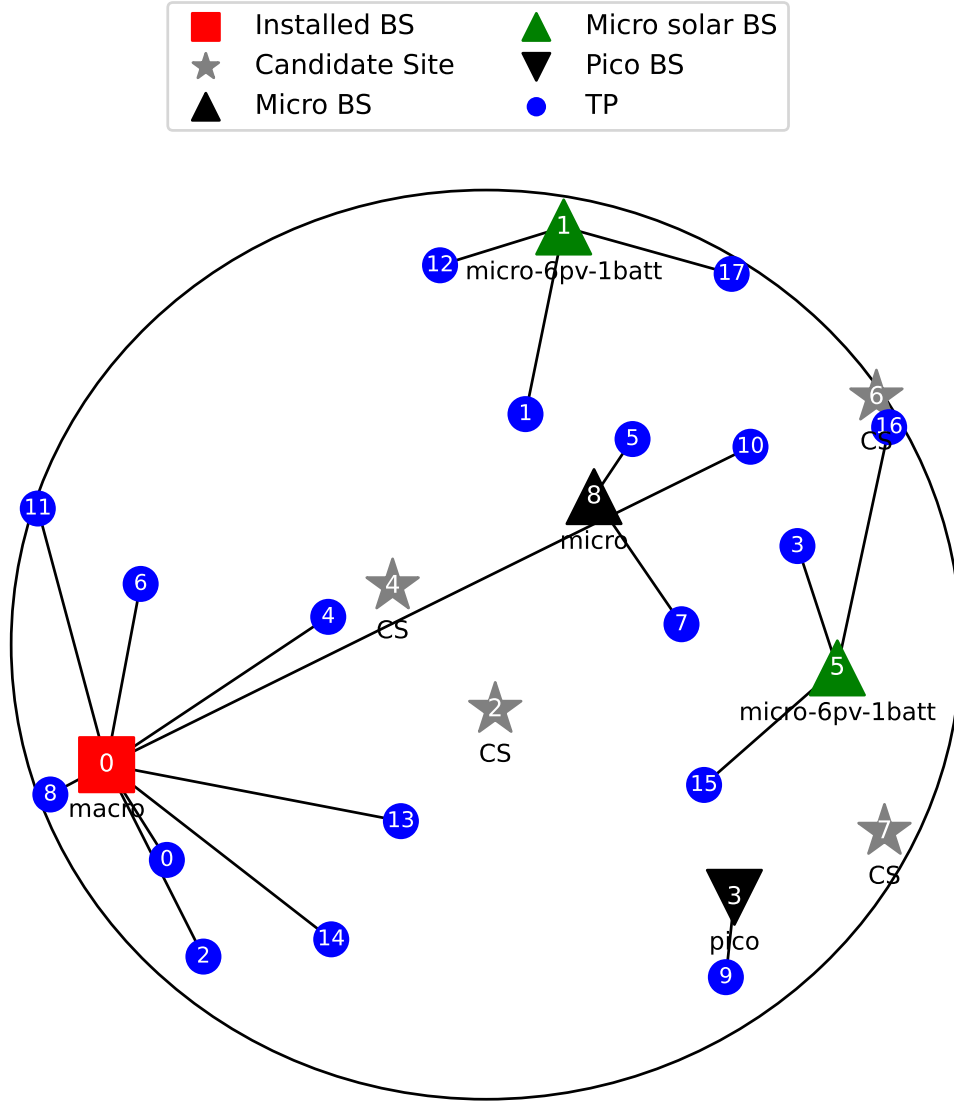 Installed BS
Candidate Site
Micro BS
Micro solar BS
Pico BS
TP
1
12
micro-6pv-1batt
17
6
1
16
CS
5
10
8
11
micro
3
6
4
4
7
CS
5
2
micro-6pv-1batt
CS
0
15
8
macro
13
7
0
CS
3
14
pico
2
9